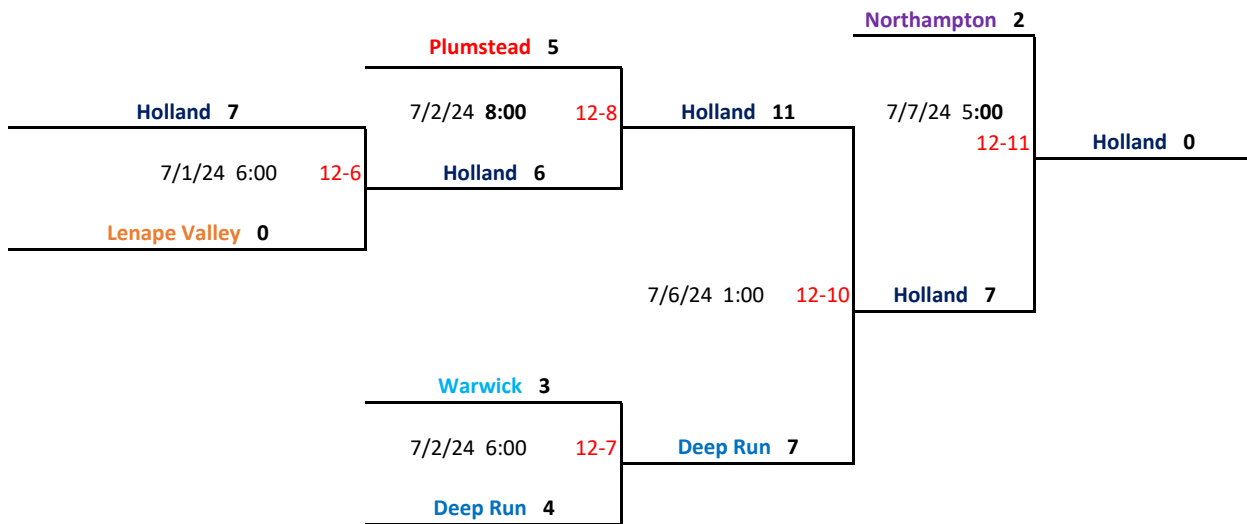 Northampton 2
Plumstead 5
Holland 7
7/2/24 8:00 12-8
Holland 11
7/7/24 5:00
12-11
Holland 0
7/1/24 6:00 12-6
Holland 6
Lenape Valley 0
7/6/24 1:00 12-10
Holland 7
Warwick 3
7/2/24 6:00 12-7
Deep Run 7
Deep Run 4